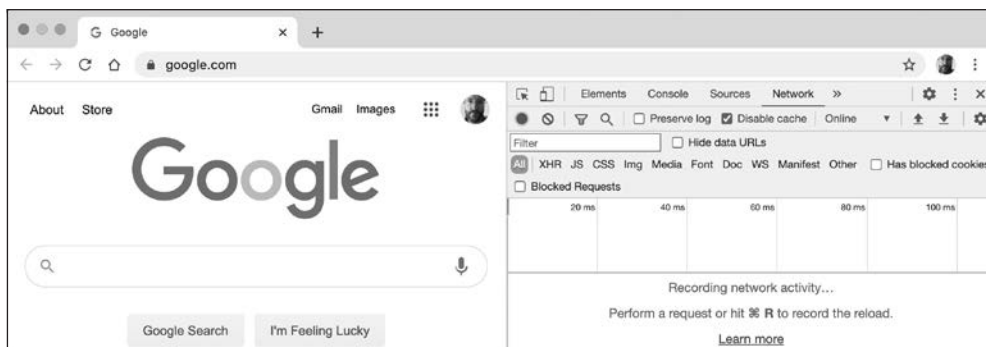 Google
google.com
About Store
Gmail Images
Google
Google Search I'm Feeling Lucky
Elements Console Sources Network »
Preserve log Disable cache Online
Filter
Hide data URLs
All XHR JS CSS Img Media Font Doc WS Manifest Other Has blocked cookies
Blocked Requests
20 ms 40 ms 60 ms 80 ms 100 ms
Recording network activity...
Perform a request or hit ⌘ R to record the reload.
Learn more